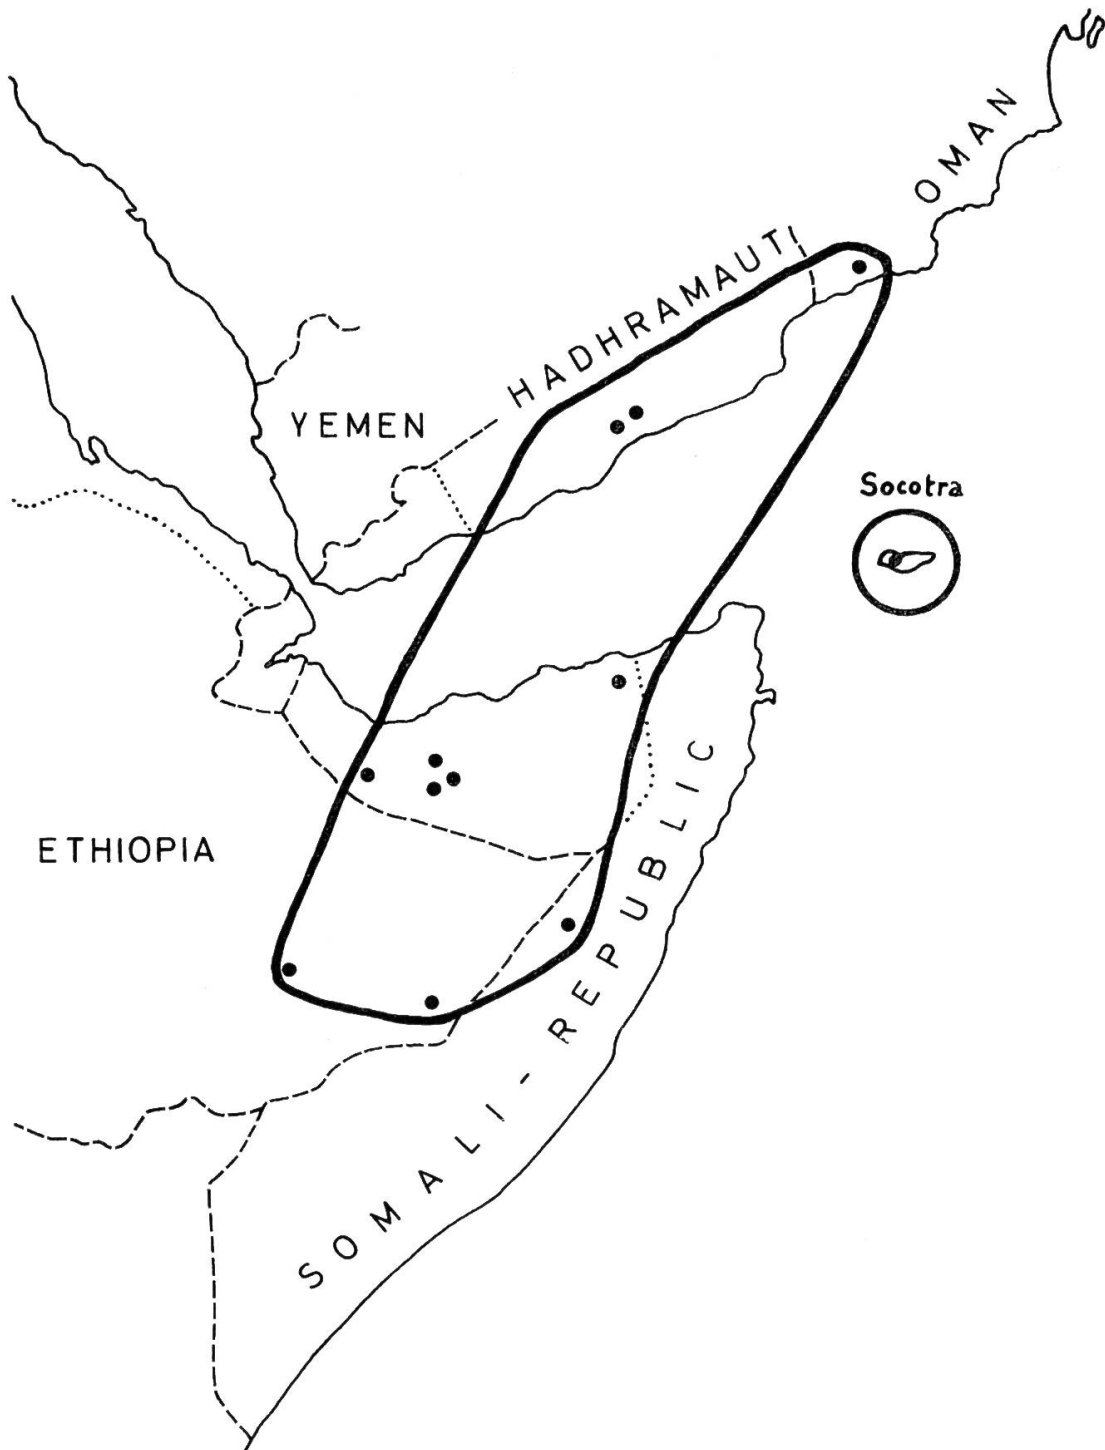 OMAN
HADHRAMAUT
YEMEN
Socotra
ETHIOPIA
SOMALI - REPUBLIC